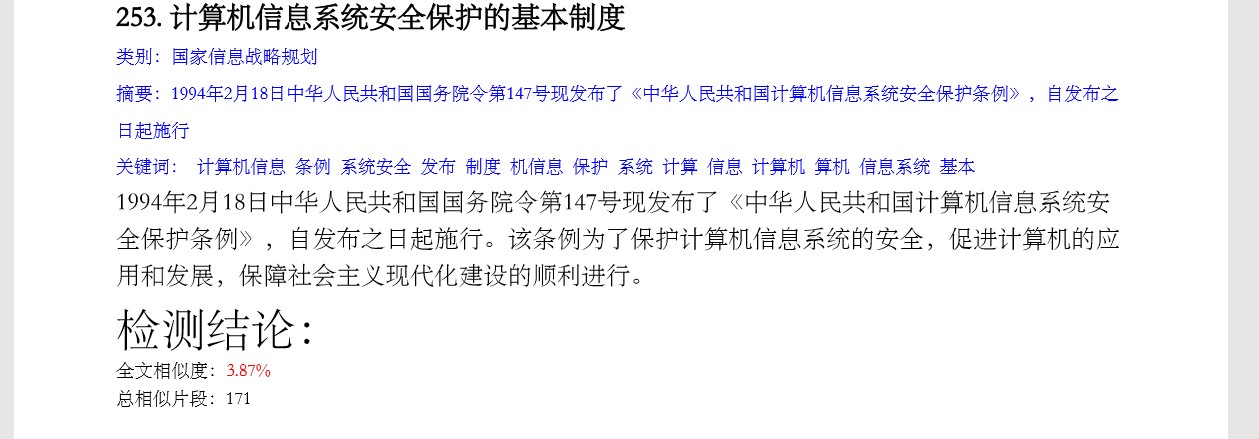 253. 计算机信息系统安全保护的基本制度
类别：国家信息战略规划
摘要：1994年2月18日中华人民共和国国务院令第147号现发布了《中华人民共和国计算机信息系统安全保护条例》，自发布之
日起施行
关键词： 计算机信息 条例 系统安全 发布 制度 机信息 保护 系统 计算 信息 计算机 算机 信息系统 基本
1994年2月18日中华人民共和国国务院令第147号现发布了《中华人民共和国计算机信息系统安
全保护条例》，自发布之日起施行。该条例为了保护计算机信息系统的安全，促进计算机的应
用和发展，保障社会主义现代化建设的顺利进行。
检测结论：
全文相似度：3.87%
总相似片段：171